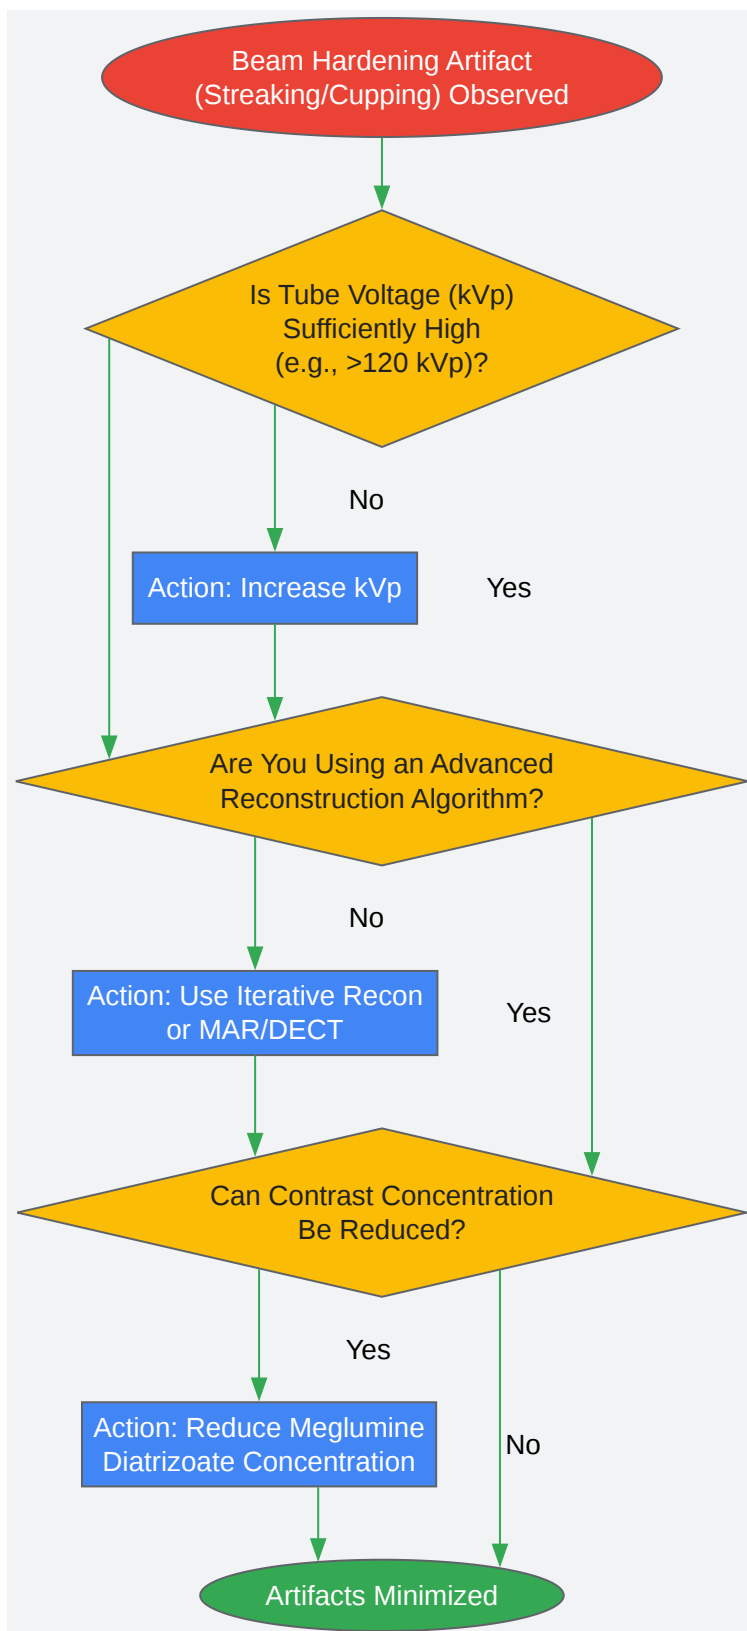 Beam Hardening Artifact
(Streaking/Cupping) Observed
Is Tube Voltage (kVp)
Sufficiently High
(e.g., >120 kVp)?
No
Action: Increase kVp
Yes
Are You Using an Advanced
Reconstruction Algorithm?
No
Action: Use Iterative Recon
or MAR/DECT
Yes
Can Contrast Concentration
Be Reduced?
Yes
Action: Reduce Meglumine
Diatrizoate Concentration
No
Artifacts Minimized